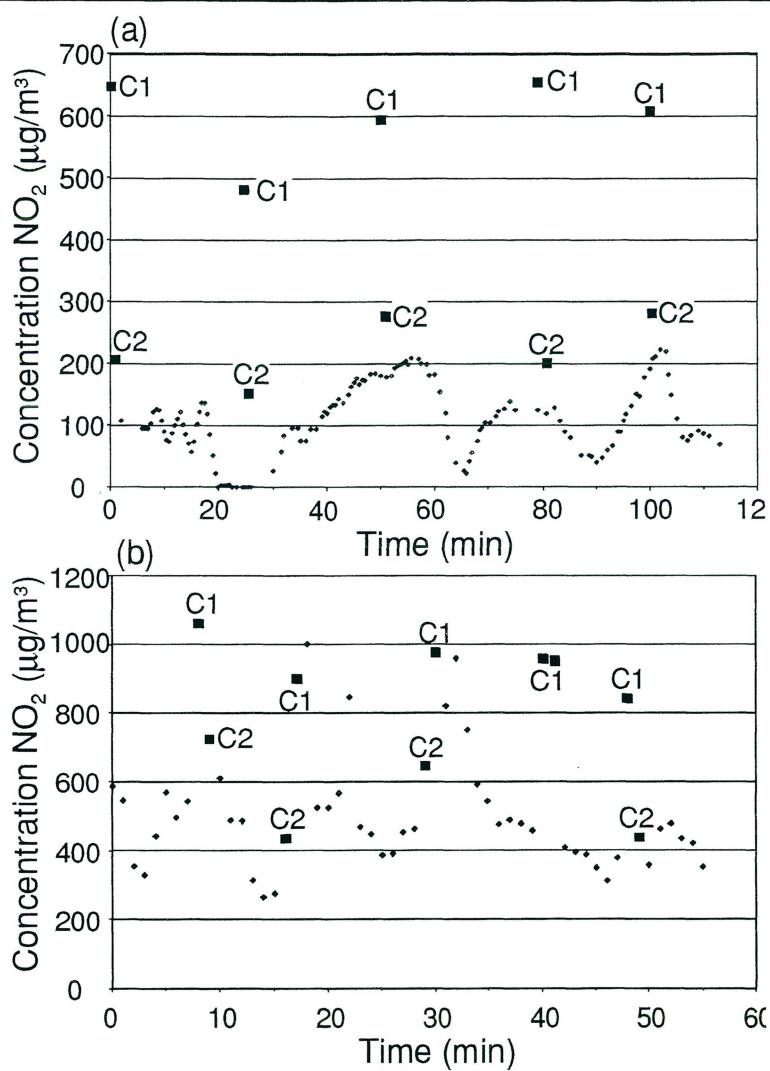 (a)
Concentration NO₂ (μg/m³)
700
600
500
400
300
200
100
0
C1
C1
C1
C1
C1
C2
C2
C2
C2
C2
0
20
40
60
80
100
12
Time (min)
(b)
Concentration NO₂ (μg/m³)
1200
1000
800
600
400
200
0
C1
C1
C1
C1
C1
C2
C2
C2
C2
0
10
20
30
40
50
60
Time (min)